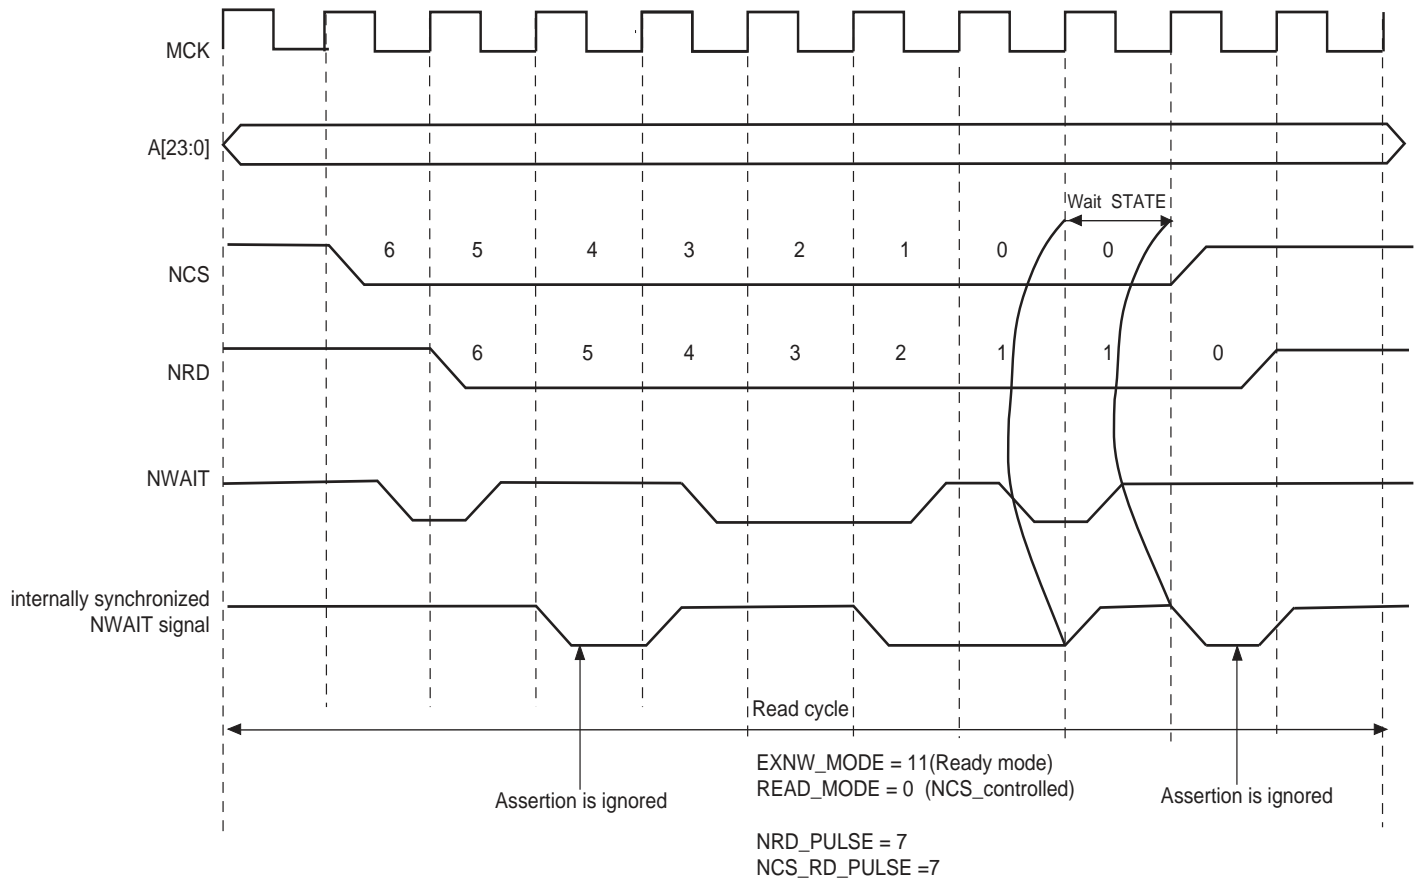 MCK
A[23:0]
Wait STATE
NCS
6 5 4 3 2 1 0 0
NRD
6 5 4 3 2 1 1 0
NWAIT
internally synchronized
NWAIT signal
Read cycle
EXNW_MODE = 11(Ready mode)
READ_MODE = 0 (NCS_controlled)
Assertion is ignored
Assertion is ignored
NRD_PULSE = 7
NCS_RD_PULSE =7